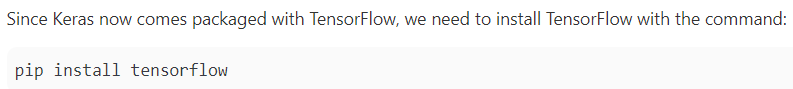 Since Keras now comes packaged with TensorFlow, we need to install TensorFlow with the command:
pip install tensorflow